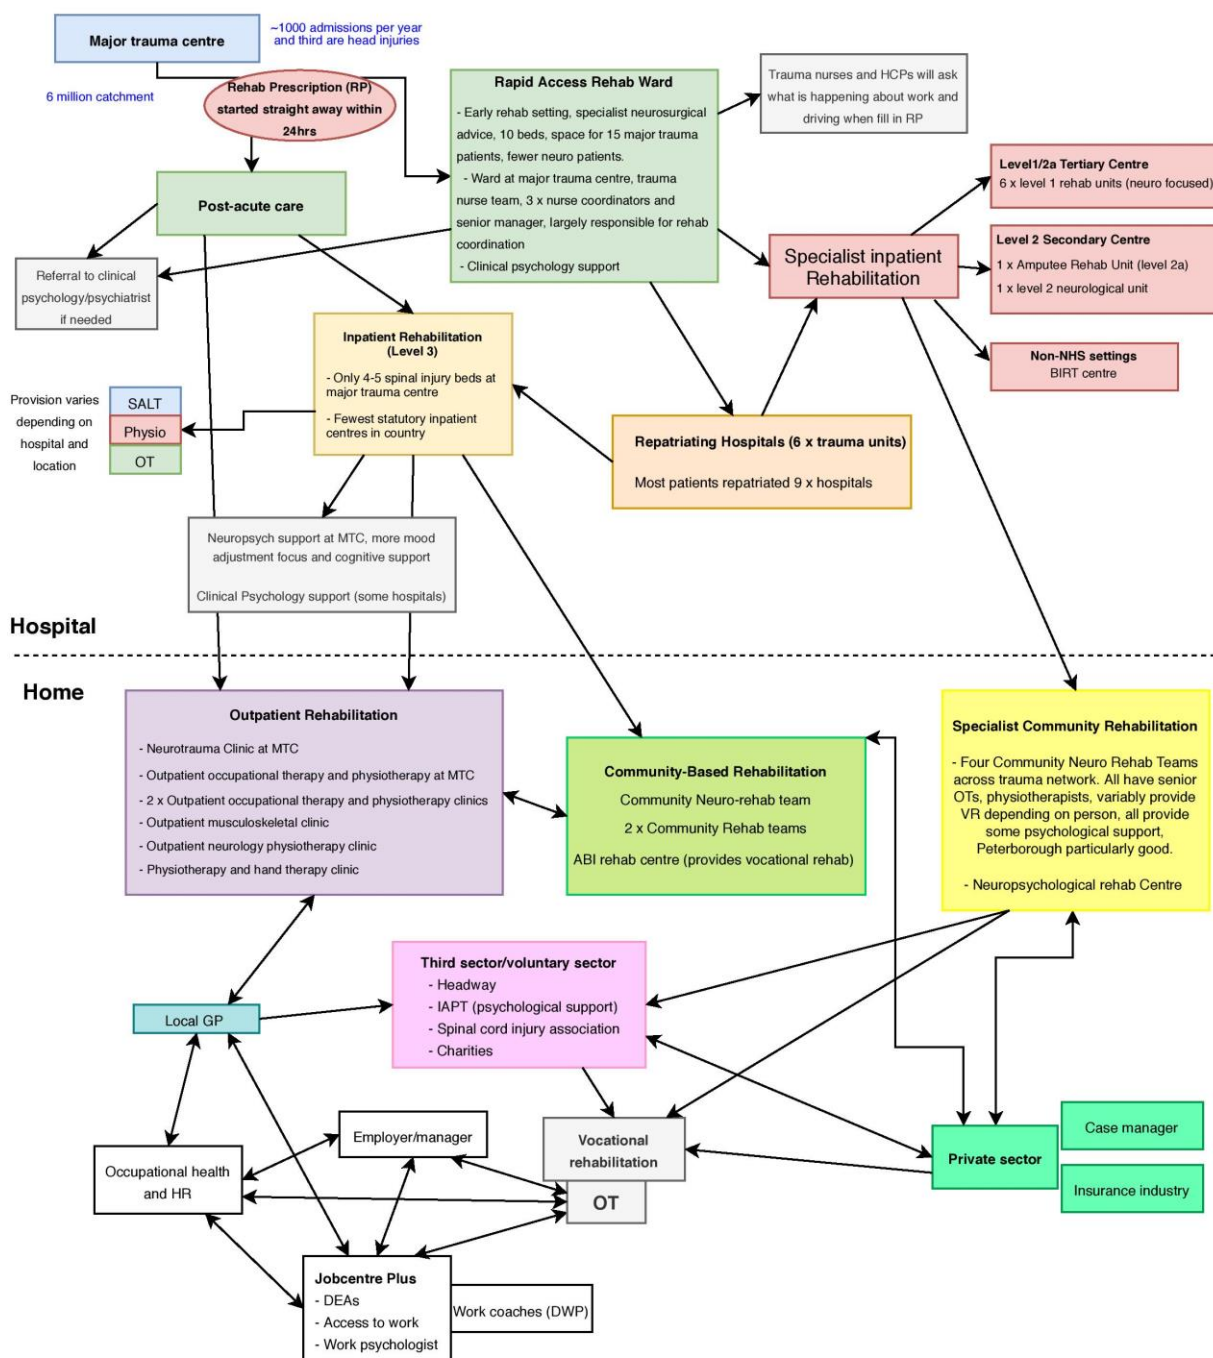 Major trauma centre
~1000 admissions per year
and third are head injuries
6 million catchment
Rehab Prescription (RP)
started straight away within
24hrs
Rapid Access Rehab Ward
- Early rehab setting, specialist neurosurgical
advice, 10 beds, space for 15 major trauma
patients, fewer neuro patients.
- Ward at major trauma centre, trauma
nurse team, 3 x nurse coordinators and
senior manager, largely responsible for rehab
coordination
- Clinical psychology support
Trauma nurses and HCPs will ask
what is happening about work and
driving when fill in RP
Post-acute care
Referral to clinical
psychology/psychiatrist
if needed
Specialist inpatient
Rehabilitation
Level1/2a Tertiary Centre
6 x level 1 rehab units (neuro focused)
Level 2 Secondary Centre
1 x Amputee Rehab Unit (level 2a)
1 x level 2 neurological unit
Non-NHS settings
BIRT centre
Inpatient Rehabilitation
(Level 3)
- Only 4-5 spinal injury beds at
major trauma centre
- Fewest statutory inpatient
centres in country
Provision varies
depending on
hospital and
location
SALT
Physio
OT
Repatriating Hospitals (6 x trauma units)
Most patients repatriated 9 x hospitals
Neuropsych support at MTC, more mood
adjustment focus and cognitive support
Clinical Psychology support (some hospitals)
Hospital
Home
Outpatient Rehabilitation
- Neurotrauma Clinic at MTC
- Outpatient occupational therapy and physiotherapy at MTC
- 2 x Outpatient occupational therapy and physiotherapy clinics
- Outpatient musculoskeletal clinic
- Outpatient neurology physiotherapy clinic
- Physiotherapy and hand therapy clinic
Community-Based Rehabilitation
Community Neuro-rehab team
2 x Community Rehab teams
ABI rehab centre (provides vocational rehab)
Specialist Community Rehabilitation
- Four Community Neuro Rehab Teams
across trauma network. All have senior
OTs, physiotherapists, variably provide
VR depending on person, all provide
some psychological support,
Peterborough particularly good.
- Neuropsychological rehab Centre
Third sector/voluntary sector
- Headway
- IAPT (psychological support)
- Spinal cord injury association
- Charities
Local GP
Employer/manager
Occupational health
and HR
Vocational
rehabilitation
OT
Private sector
Case manager
Insurance industry
Jobcentre Plus
- DEAs
- Access to work
- Work psychologist
Work coaches (DWP)